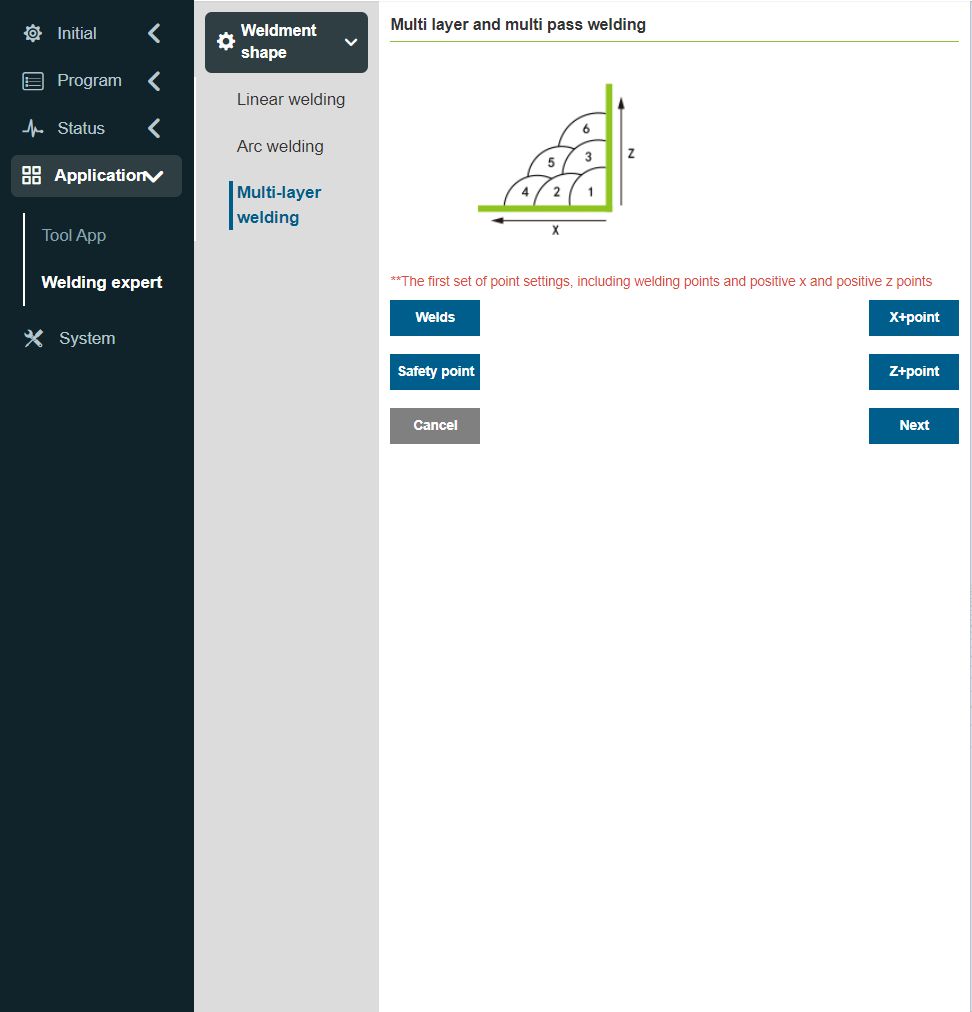 Initial
Program
Status
Application
Tool App
Welding expert
System
Weldment
shape
Linear welding
Arc welding
Multi-layer
welding
Multi layer and multi pass welding
6
5 3
4 2 1
Z
X
**The first set of point settings, including welding points and positive x and positive z points
Welds X+point
Safety point Z+point
Cancel Next